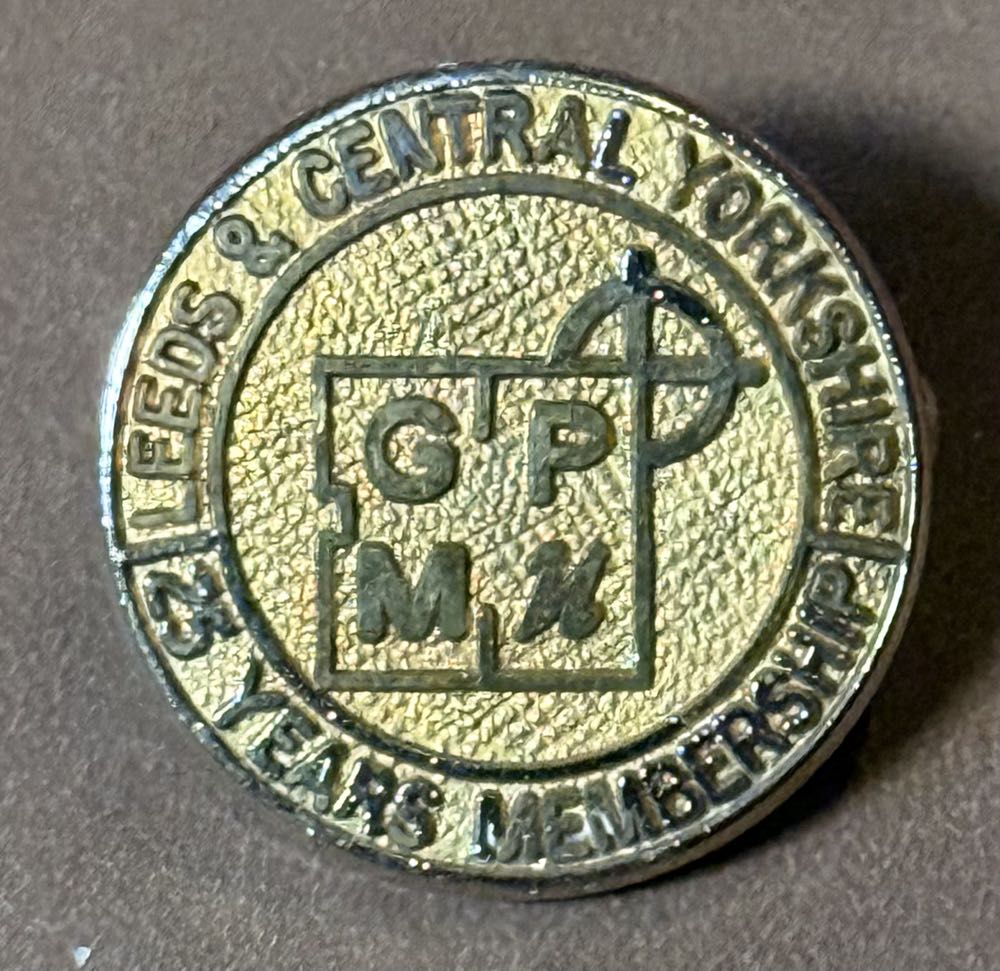 LEEDS & CENTRAL YORKSHIRE
GP
MU
25 YEARS MEMBERSHIP